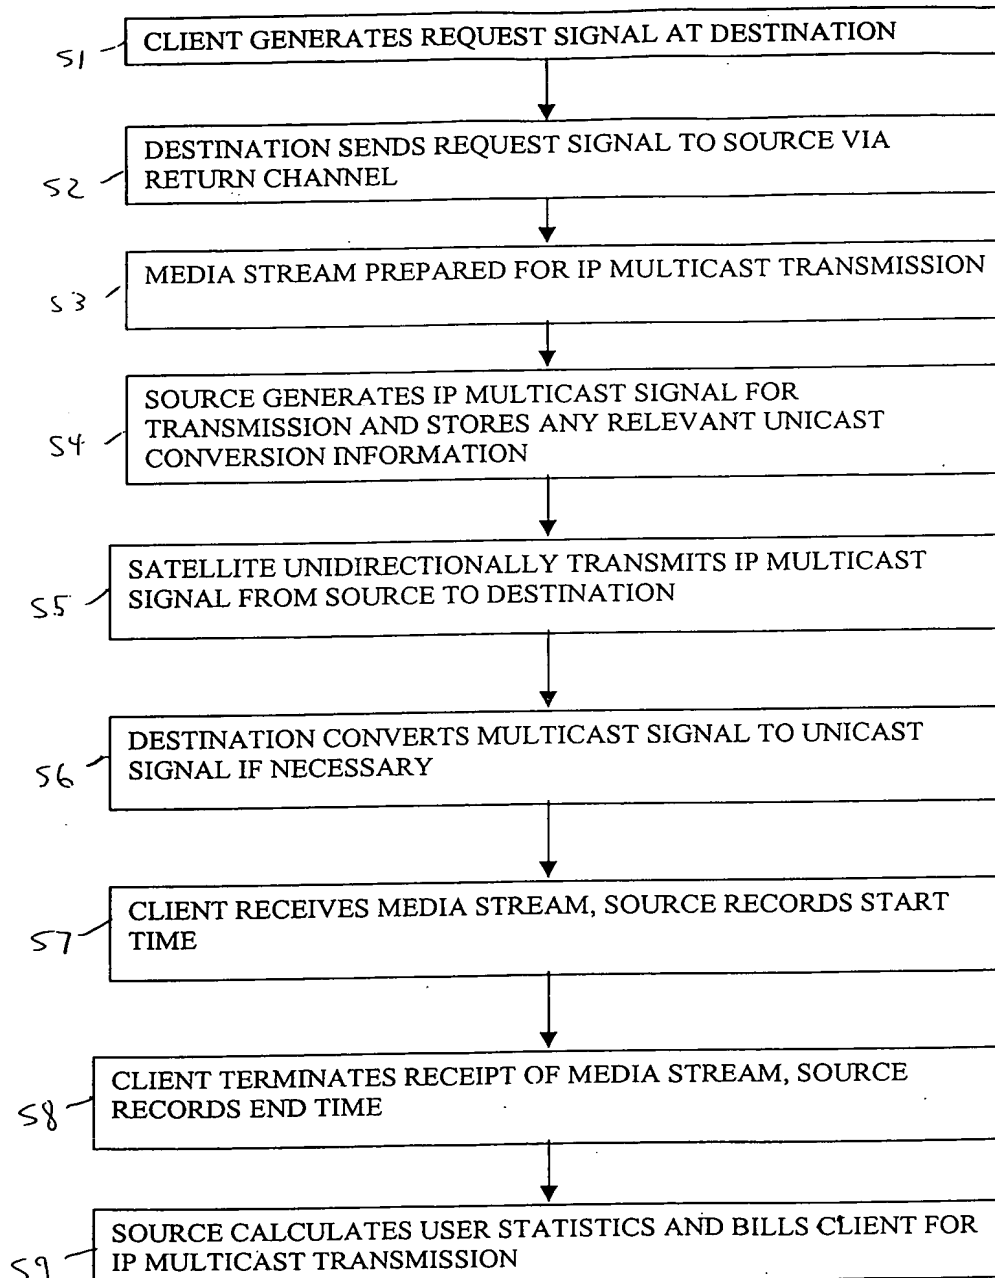 S1
CLIENT GENERATES REQUEST SIGNAL AT DESTINATION
S2
DESTINATION SENDS REQUEST SIGNAL TO SOURCE VIA
RETURN CHANNEL
S3
MEDIA STREAM PREPARED FOR IP MULTICAST TRANSMISSION
S4
SOURCE GENERATES IP MULTICAST SIGNAL FOR
TRANSMISSION AND STORES ANY RELEVANT UNICAST
CONVERSION INFORMATION
S5
SATELLITE UNIDIRECTIONALLY TRANSMITS IP MULTICAST
SIGNAL FROM SOURCE TO DESTINATION
S6
DESTINATION CONVERTS MULTICAST SIGNAL TO UNICAST
SIGNAL IF NECESSARY
S7
CLIENT RECEIVES MEDIA STREAM, SOURCE RECORDS START
TIME
S8
CLIENT TERMINATES RECEIPT OF MEDIA STREAM, SOURCE
RECORDS END TIME
S9
SOURCE CALCULATES USER STATISTICS AND BILLS CLIENT FOR
IP MULTICAST TRANSMISSION